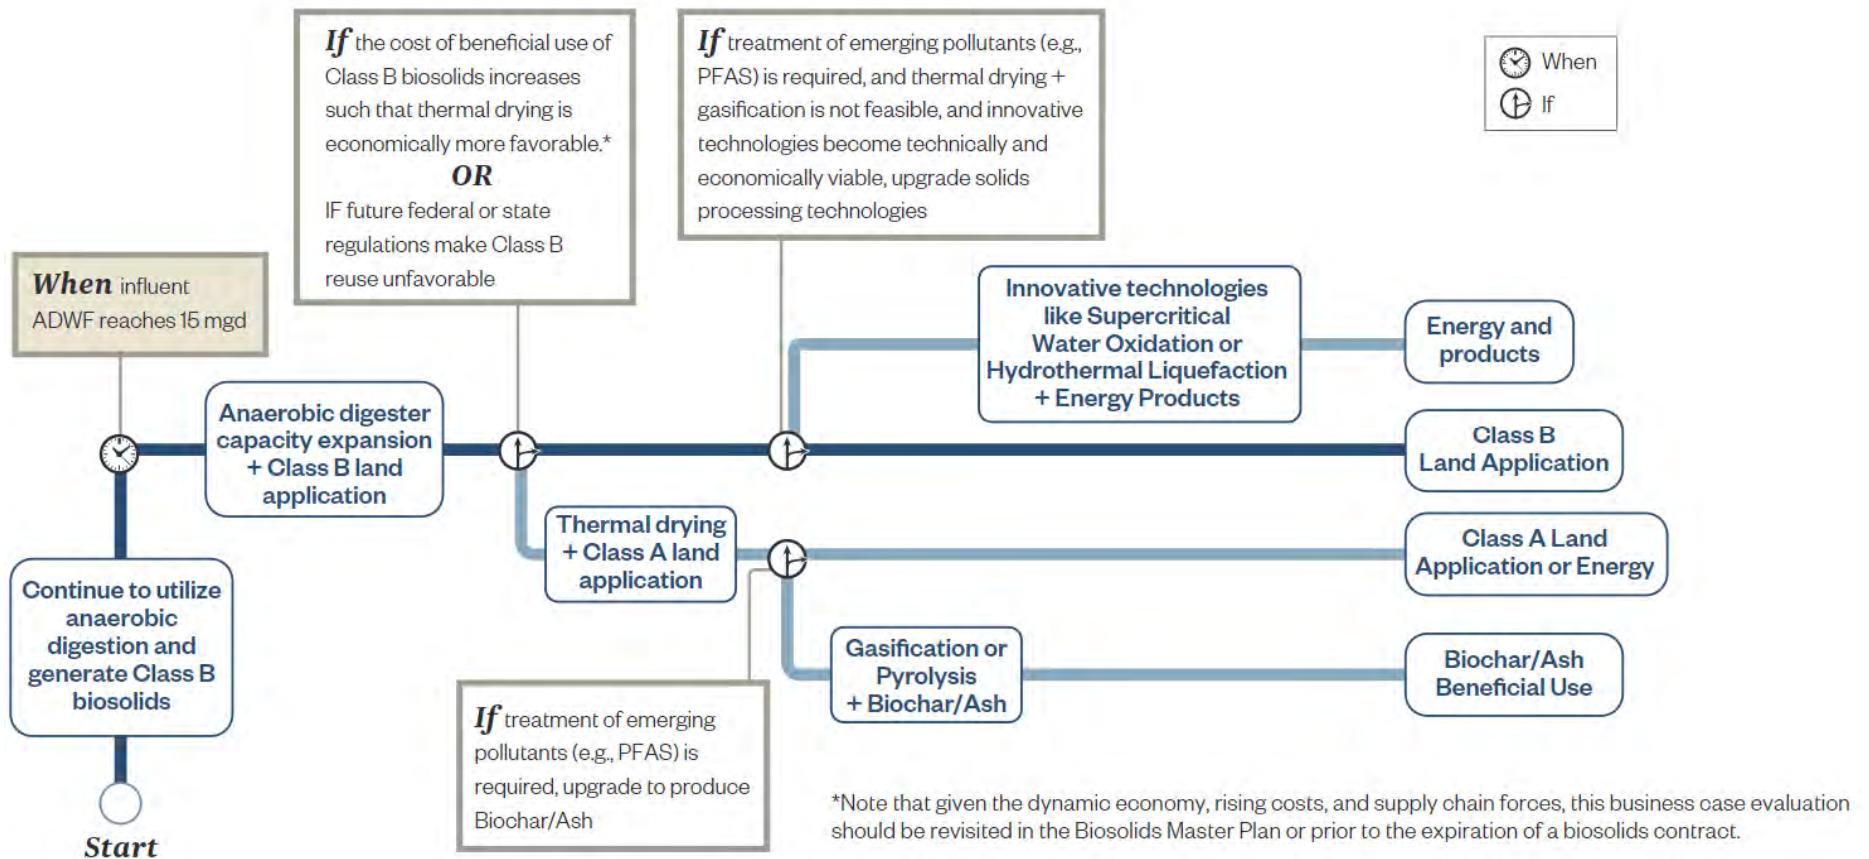 If the cost of beneficial use of
Class B biosolids increases
such that thermal drying is
economically more favorable.*
OR
IF future federal or state
regulations make Class B
reuse unfavorable
If treatment of emerging pollutants (e.g.,
PFAS) is required, and thermal drying +
gasification is not feasible, and innovative
technologies become technically and
economically viable, upgrade solids
processing technologies
When
If
When influent
ADWF reaches 15 mgd
Innovative technologies
like Supercritical
Water Oxidation or
Hydrothermal Liquefaction
+ Energy Products
Energy and
products
Anaerobic digester
capacity expansion
+ Class B land
application
Class B
Land Application
Thermal drying
+ Class A land
application
Class A Land
Application or Energy
Continue to utilize
anaerobic
digestion and
generate Class B
biosolids
Gasification or
Pyrolysis
+ Biochar/Ash
Biochar/Ash
Beneficial Use
If treatment of emerging
pollutants (e.g., PFAS) is
required, upgrade to produce
Biochar/Ash
Start
*Note that given the dynamic economy, rising costs, and supply chain forces, this business case evaluation
should be revisited in the Biosolids Master Plan or prior to the expiration of a biosolids contract.